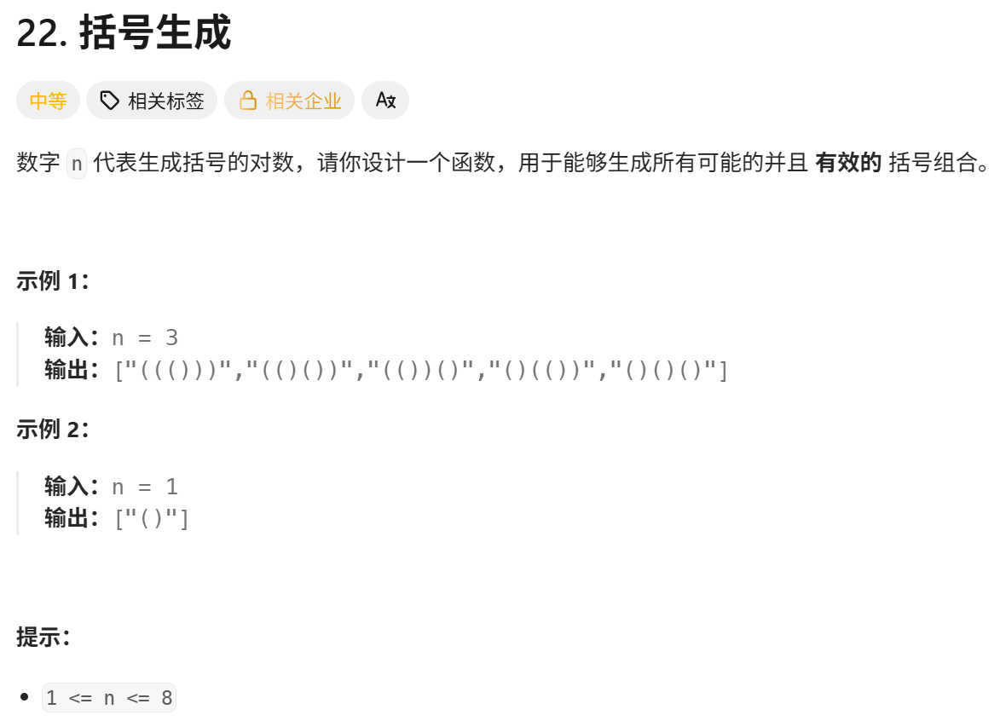 22. 括号生成
中等 相关标签 相关企业
数字 n 代表生成括号的对数，请你设计一个函数，用于能够生成所有可能的并且 有效的 括号组合。
示例 1：
输入：n = 3
输出：["((()))","(()())","(())()","()(())","()()()"]
示例 2：
输入：n = 1
输出：["()"]
提示：
• 1 <= n <= 8